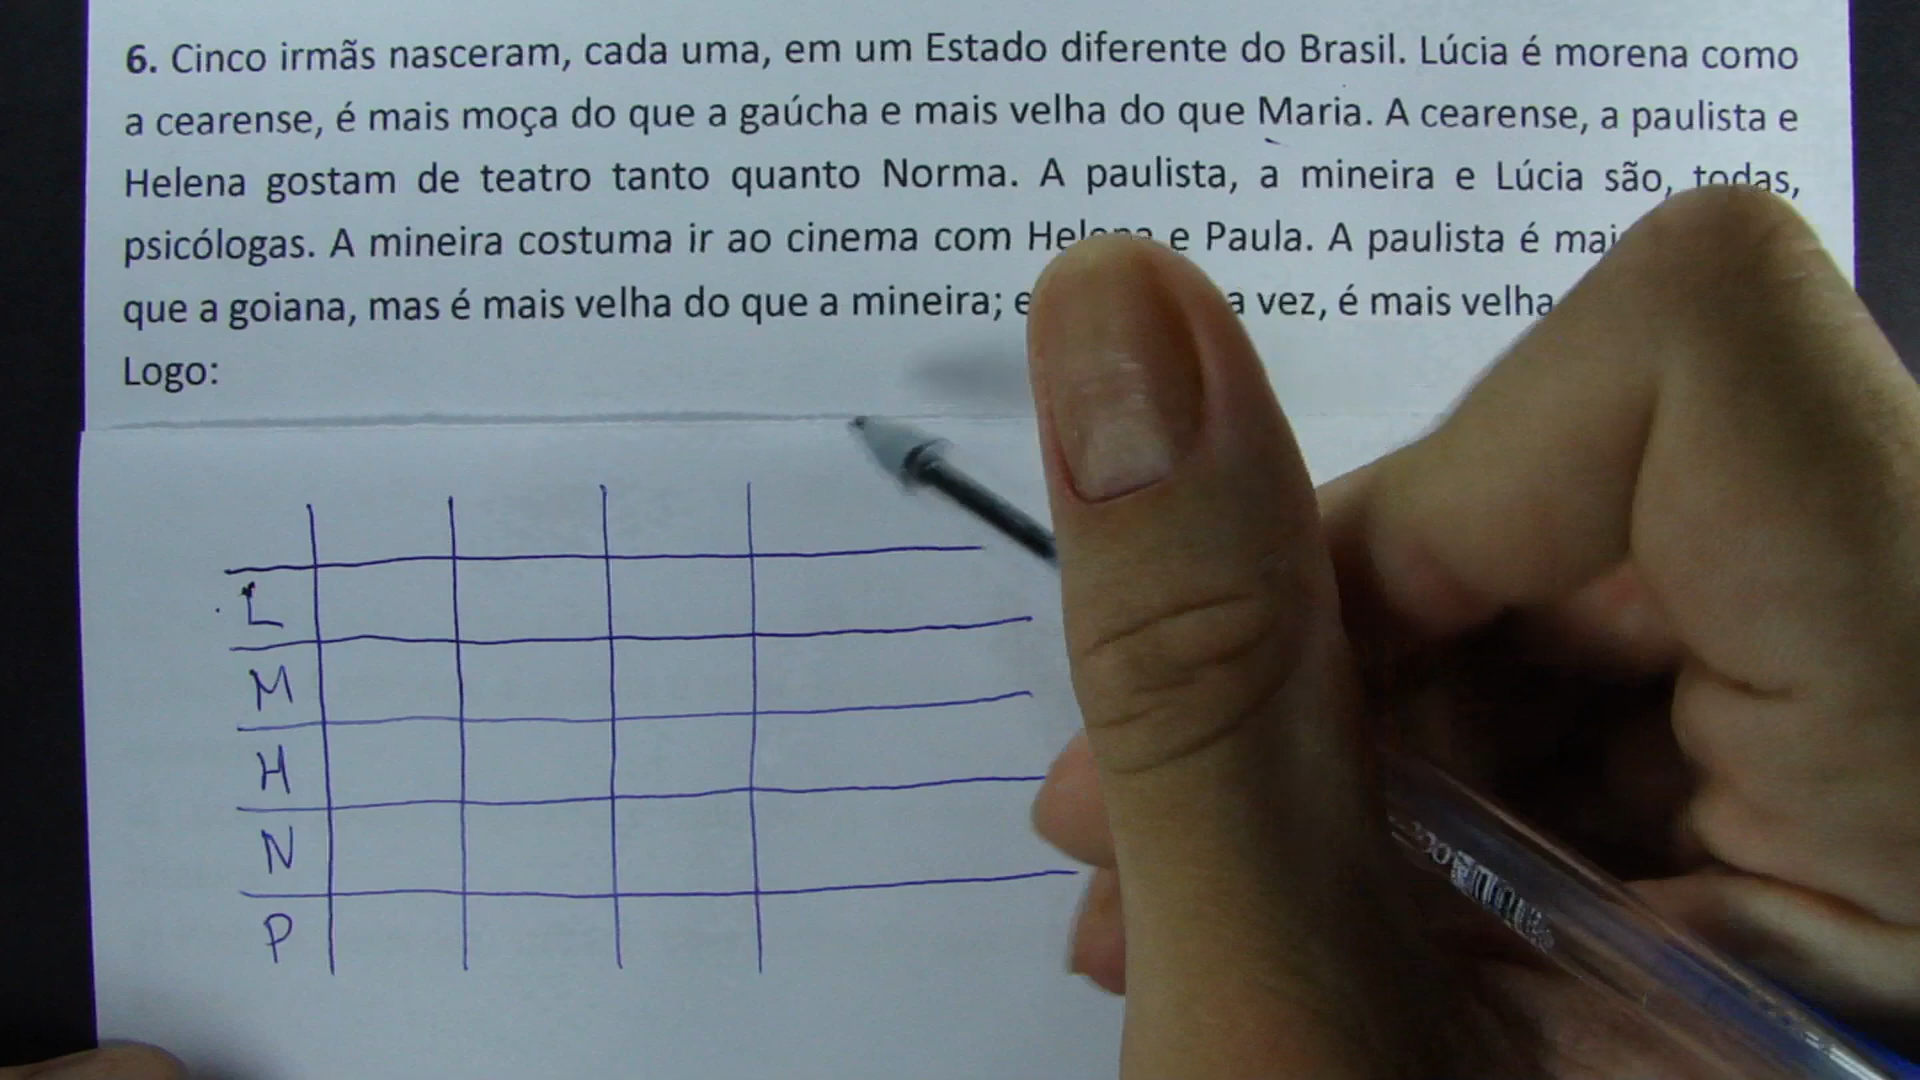 6. Cinco irmãs nasceram, cada uma, em um Estado diferente do Brasil. Lúcia é morena como
a cearense, é mais moça do que a gaúcha e mais velha do que Maria. A cearense, a paulista e
Helena gostam de teatro tanto quanto Norma. A paulista, a mineira e Lúcia são, todas,
psicólogas. A mineira costuma ir ao cinema com Helena e Paula. A paulista é
que a goiana, mas é mais velha do que a mineira; vez, é mais velha
Logo:
L
M
H
N
P